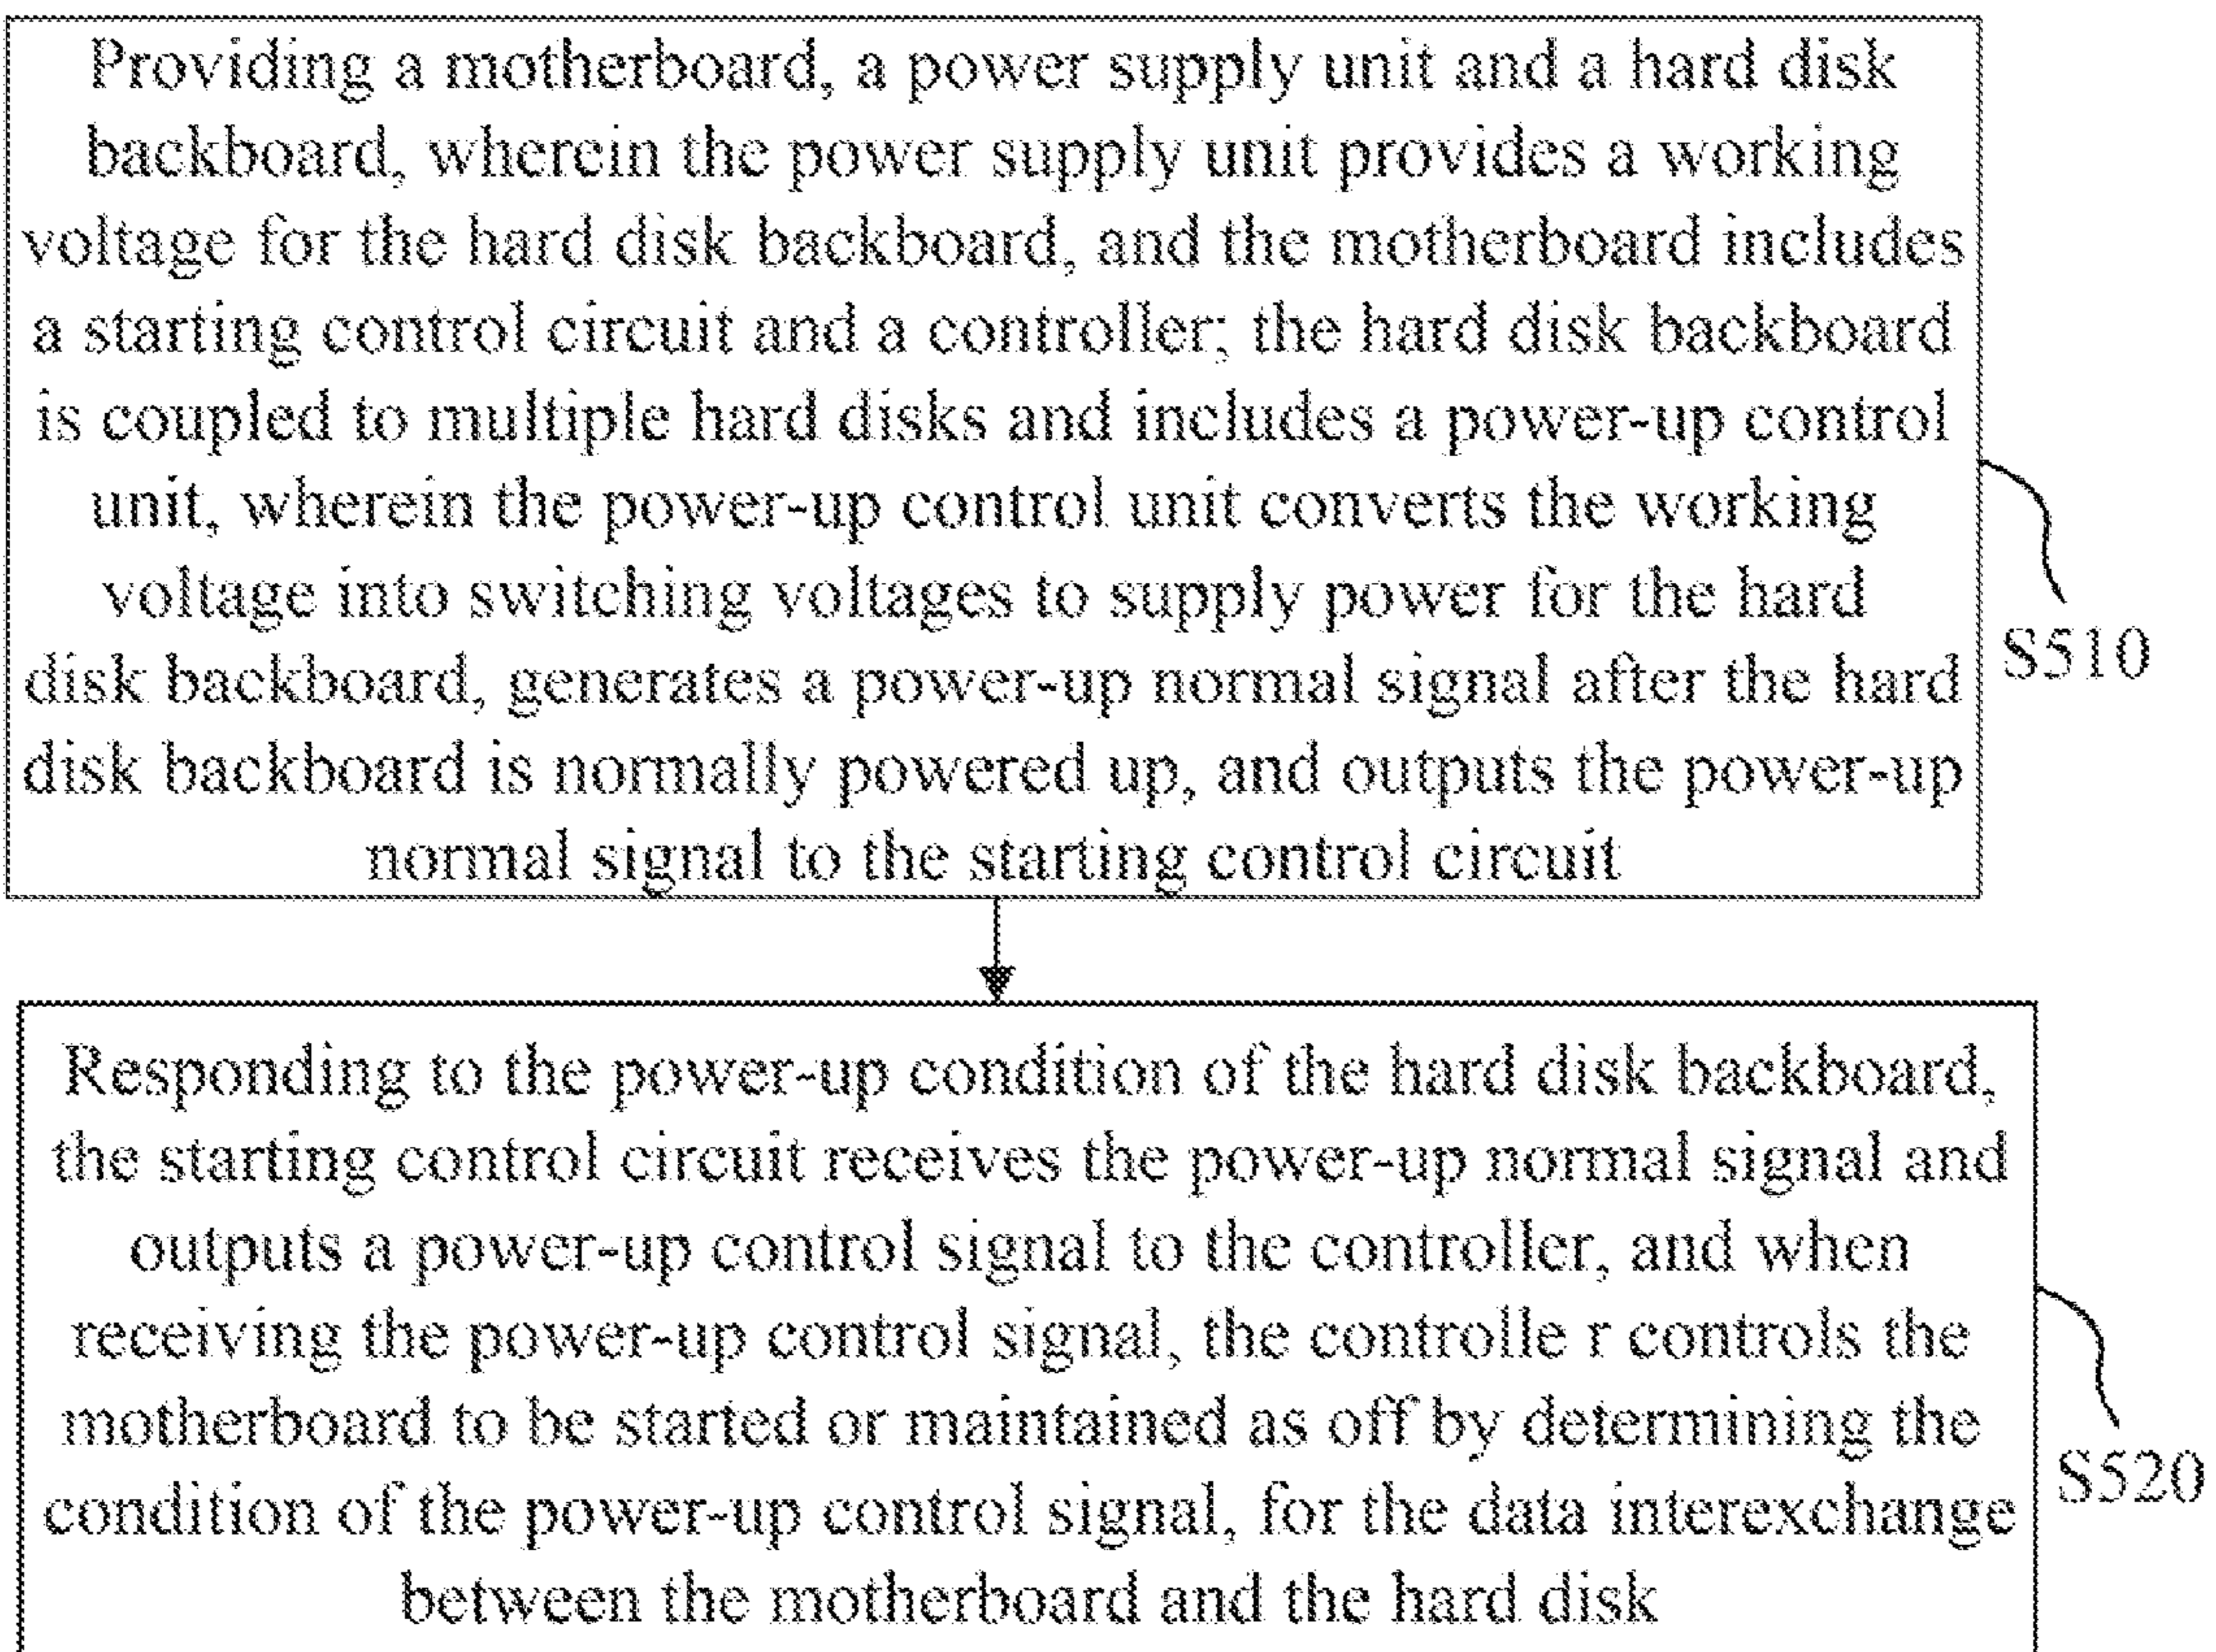 Providing a motherboard, a power supply unit and a hard disk
backboard, wherein the power supply unit provides a working
voltage for the hard disk backboard, and the motherboard includes
a starting control circuit and a controller; the hard disk backboard
is coupled to multiple hard disks and includes a power-up control
unit, wherein the power-up control unit converts the working
voltage into switching voltages to supply power for the hard
disk backboard, generates a power-up normal signal after the hard
disk backboard is normally powered up, and outputs the power-up
normal signal to the starting control circuit
S510
Responding to the power-up condition of the hard disk backboard,
the starting control circuit receives the power-up normal signal and
outputs a power-up control signal to the controller, and when
receiving the power-up control signal, the controlle r controls the
motherboard to be started or maintained as off by determining the
condition of the power-up control signal, for the data interexchange
between the motherboard and the hard disk
S520